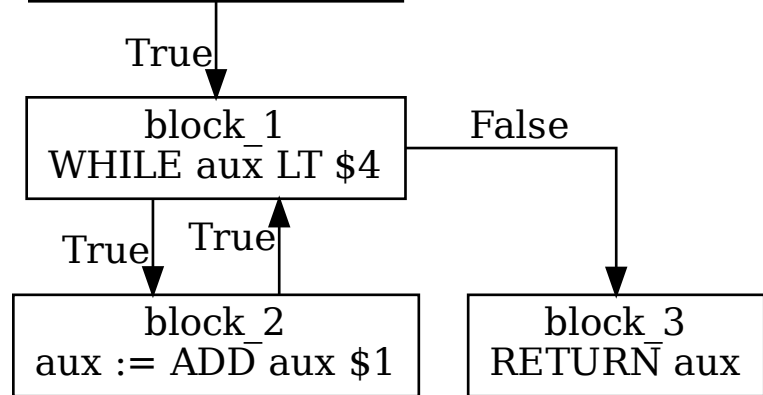 True
block_1
WHILE aux LT $4
False
True
True
block_2
aux := ADD aux $1
block_3
RETURN aux